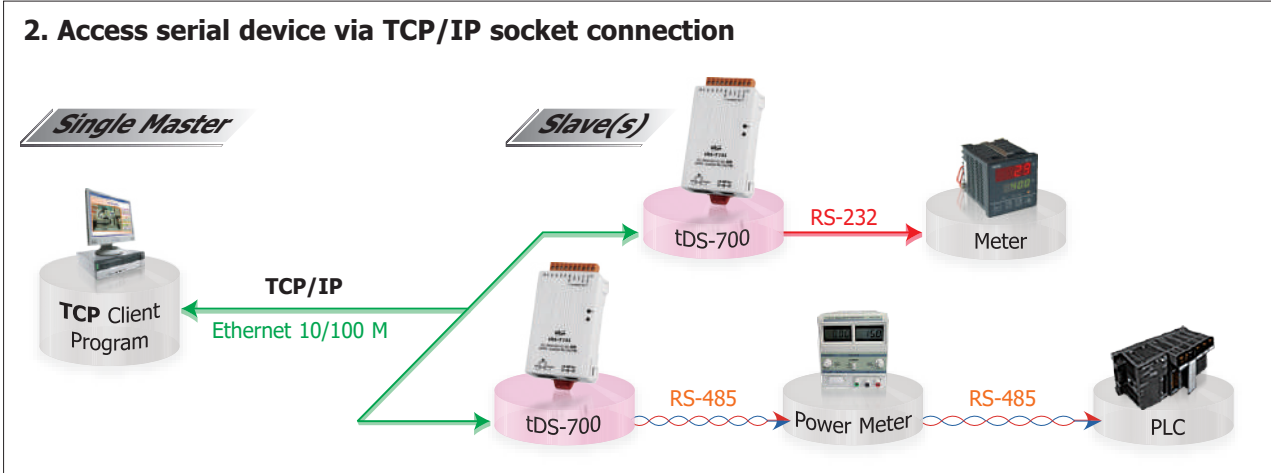 2. Access serial device via TCP/IP socket connection
Single Master
Slave(s)
TCP Client
Program
TCP/IP
Ethernet 10/100 M
tDS-700
RS-232
Meter
tDS-700
RS-485
Power Meter
RS-485
PLC